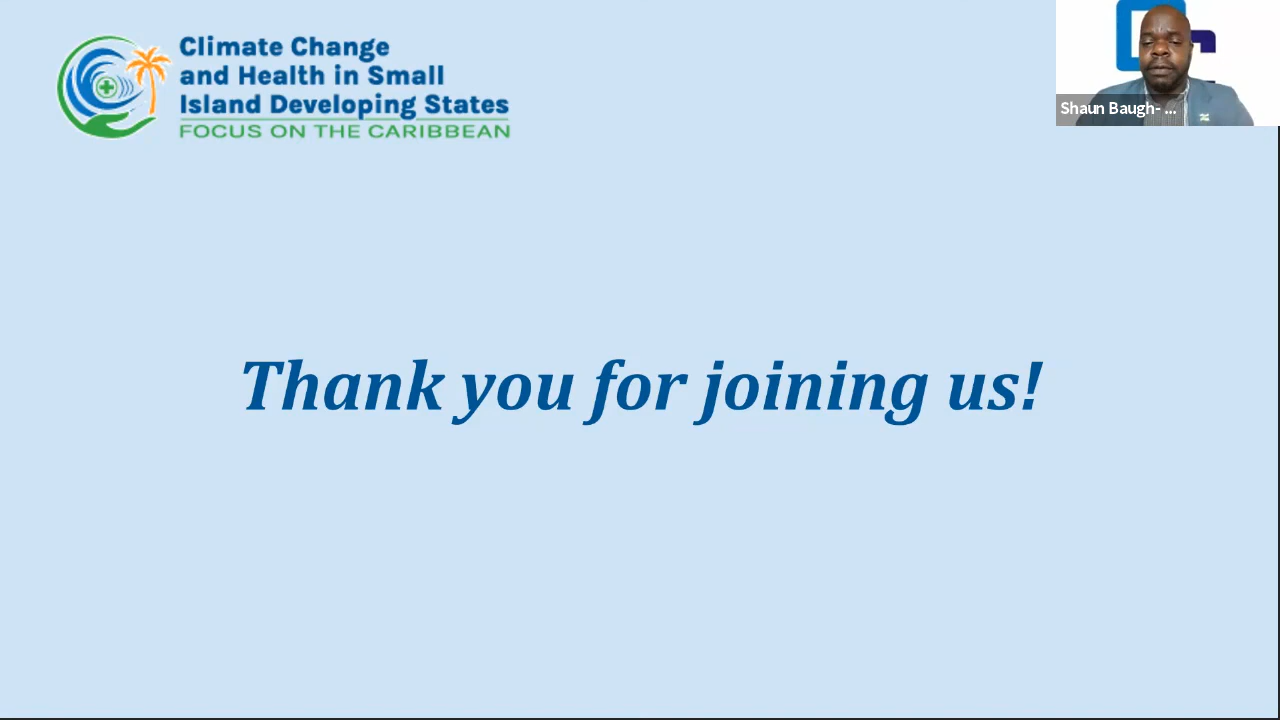 Climate Change
and Health in Small
Island Developing States
FOCUS ON THE CARIBBEAN
Shaun Baugh- ...
Thank you for joining us!